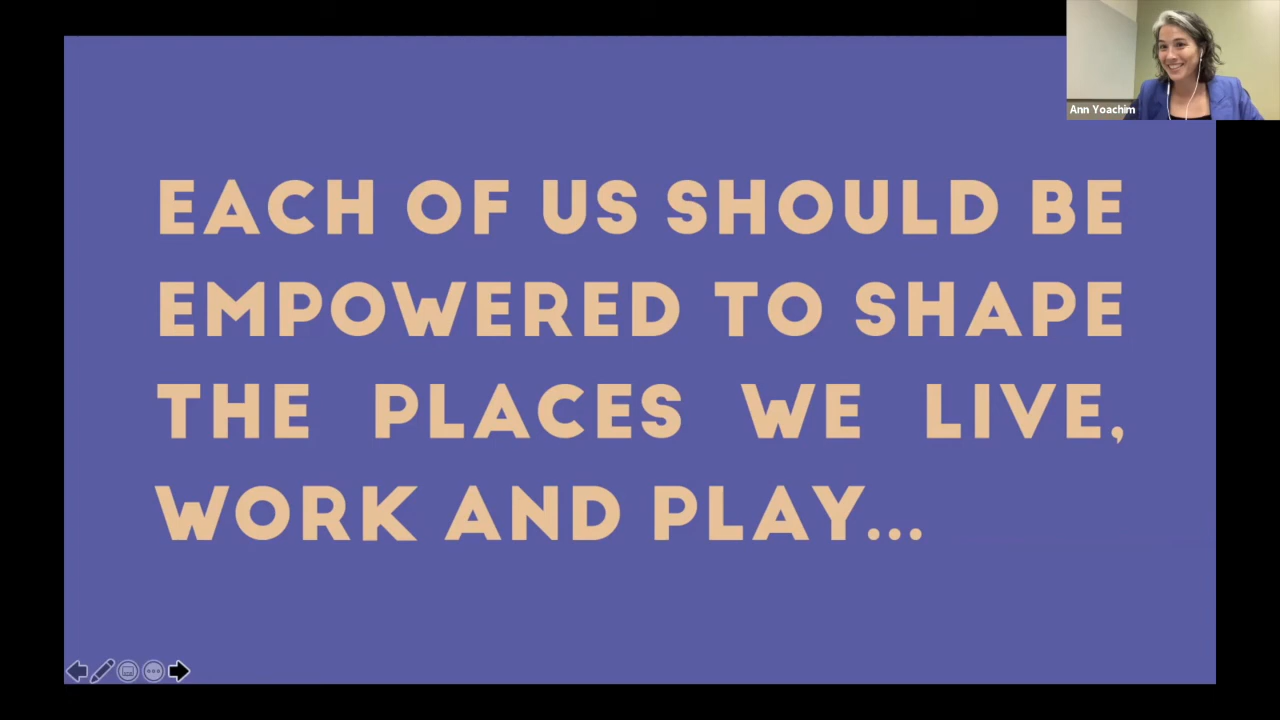 Ann Yoachim
EACH OF US SHOULD BE
EMPOWERED TO SHAPE
THE PLACES WE LIVE,
WORK AND PLAY...